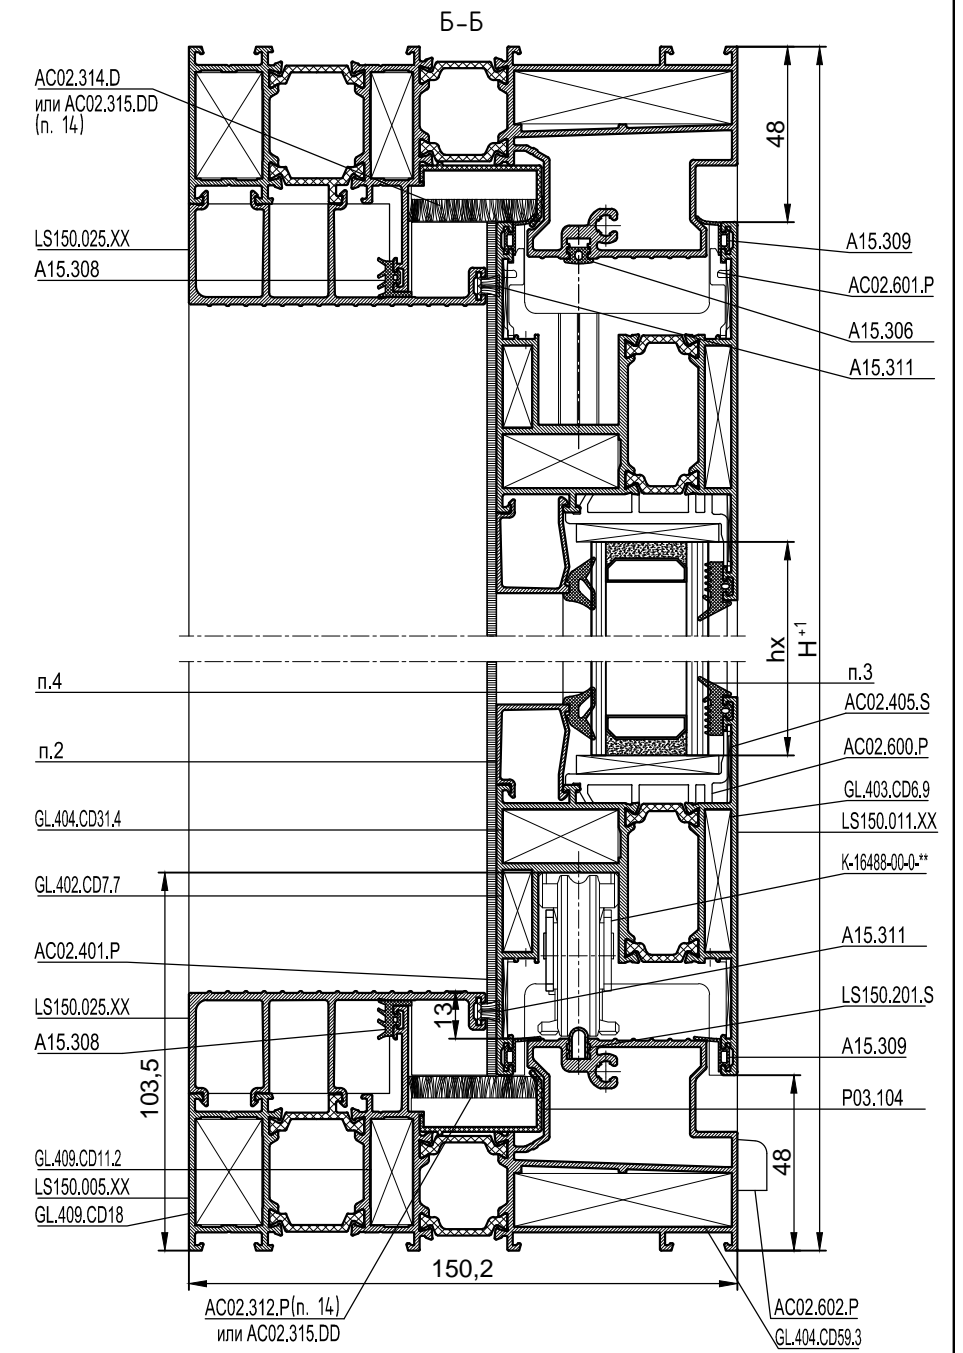 Б-Б
AC02.314.D
или AC02.315.DD
(п. 14)
LS150.025.XX
A15.308
48
A15.309
AC02.601.P
A15.306
A15.311
hx
H+1
п.4
п.2
GL.404.CD31.4
GL.402.CD7.7
AC02.401.P
LS150.025.XX
A15.308
103,5
13
GL.409.CD11.2
LS150.005.XX
GL.409.CD18
п.3
AC02.405.S
AC02.600.P
GL.403.CD6.9
LS150.011.XX
K-16488-00-0-**
A15.311
LS150.201.S
A15.309
P03.104
48
150,2
AC02.312.P(п. 14)
или AC02.315.DD
AC02.602.P
GL.404.CD59.3